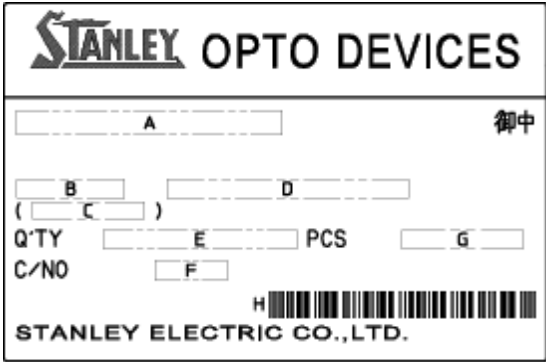 STANLEY OPTO DEVICES
A 御中
B D
( C )
Q'TY E PCS G
C/NO F
H
STANLEY ELECTRIC CO.,LTD.